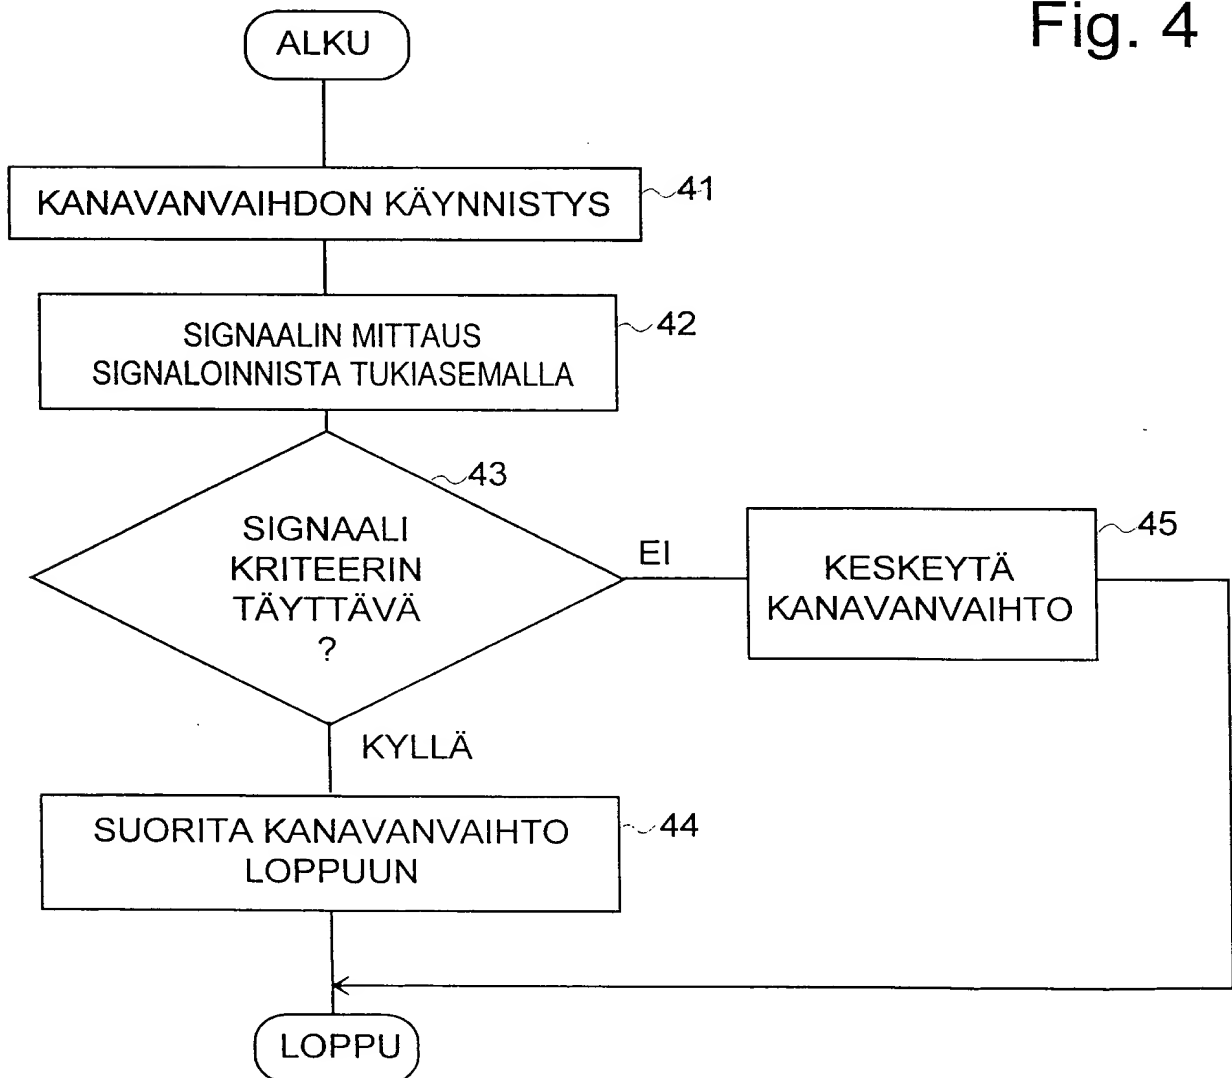 Fig. 4
ALKU
KANAVANVAIHDON KÄYNNISTYS
41
SIGNAALIN MITTAUS
SIGNALOINNISTA TUKIASEMALLA
42
43
SIGNAALI
KRITEERIN
TÄYTTÄVÄ
?
EI
KESKEYTÄ
KANAVANVAIHTO
45
KYLLÄ
SUORITA KANAVANVAIHTO
LOPPUUN
44
LOPPU